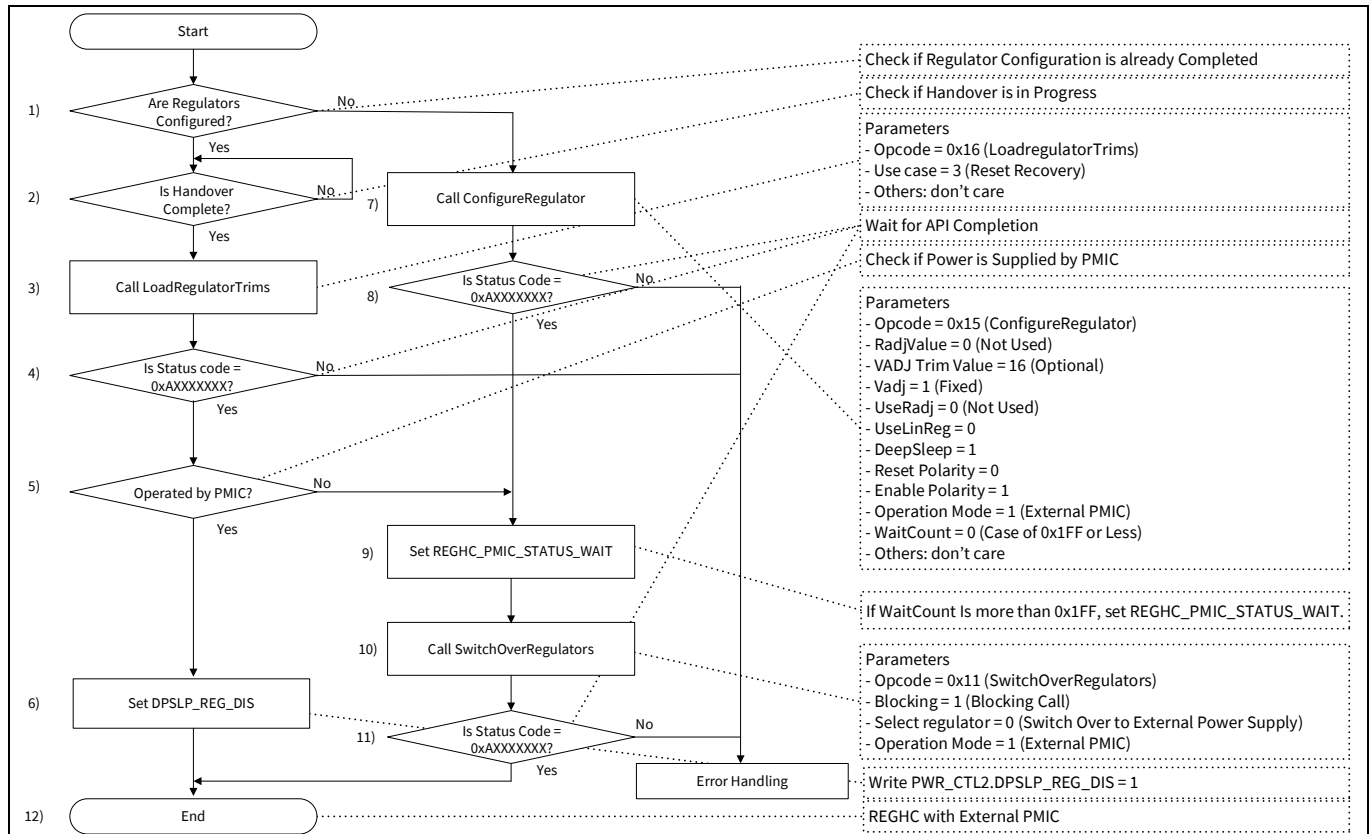 Start
1)
Are Regulators
Configured?
No
Yes
2)
Is Handover
Complete?
No
Yes
3)
Call LoadRegulatorTrims
4)
Is Status code =
0xAXXXXXXX?
No
Yes
5)
Operated by PMIC?
No
Yes
6)
Set DPSLP_REG_DIS
7)
Call ConfigureRegulator
8)
Is Status Code =
0xAXXXXXXX?
No
Yes
9)
Set REGHC_PMIC_STATUS_WAIT
10)
Call SwitchOverRegulators
11)
Is Status Code =
0xAXXXXXXX?
No
Yes
Error Handling
12)
End
Check if Regulator Configuration is already Completed
Check if Handover is in Progress
Parameters
- Opcode = 0x16 (LoadregulatorTrims)
- Use case = 3 (Reset Recovery)
- Others: don't care
Wait for API Completion
Check if Power is Supplied by PMIC
Parameters
- Opcode = 0x15 (ConfigureRegulator)
- RadjValue = 0 (Not Used)
- VADJ Trim Value = 16 (Optional)
- Vadj = 1 (Fixed)
- UseRadj = 0 (Not Used)
- UseLinReg = 0
- DeepSleep = 1
- Reset Polarity = 0
- Enable Polarity = 1
- Operation Mode = 1 (External PMIC)
- WaitCount = 0 (Case of 0x1FF or Less)
- Others: don't care
If WaitCount Is more than 0x1FF, set REGHC_PMIC_STATUS_WAIT.
Parameters
- Opcode = 0x11 (SwitchOverRegulators)
- Blocking = 1 (Blocking Call)
- Select regulator = 0 (Switch Over to External Power Supply)
- Operation Mode = 1 (External PMIC)
Write PWR_CTL2.DPSLP_REG_DIS = 1
REGHC with External PMIC